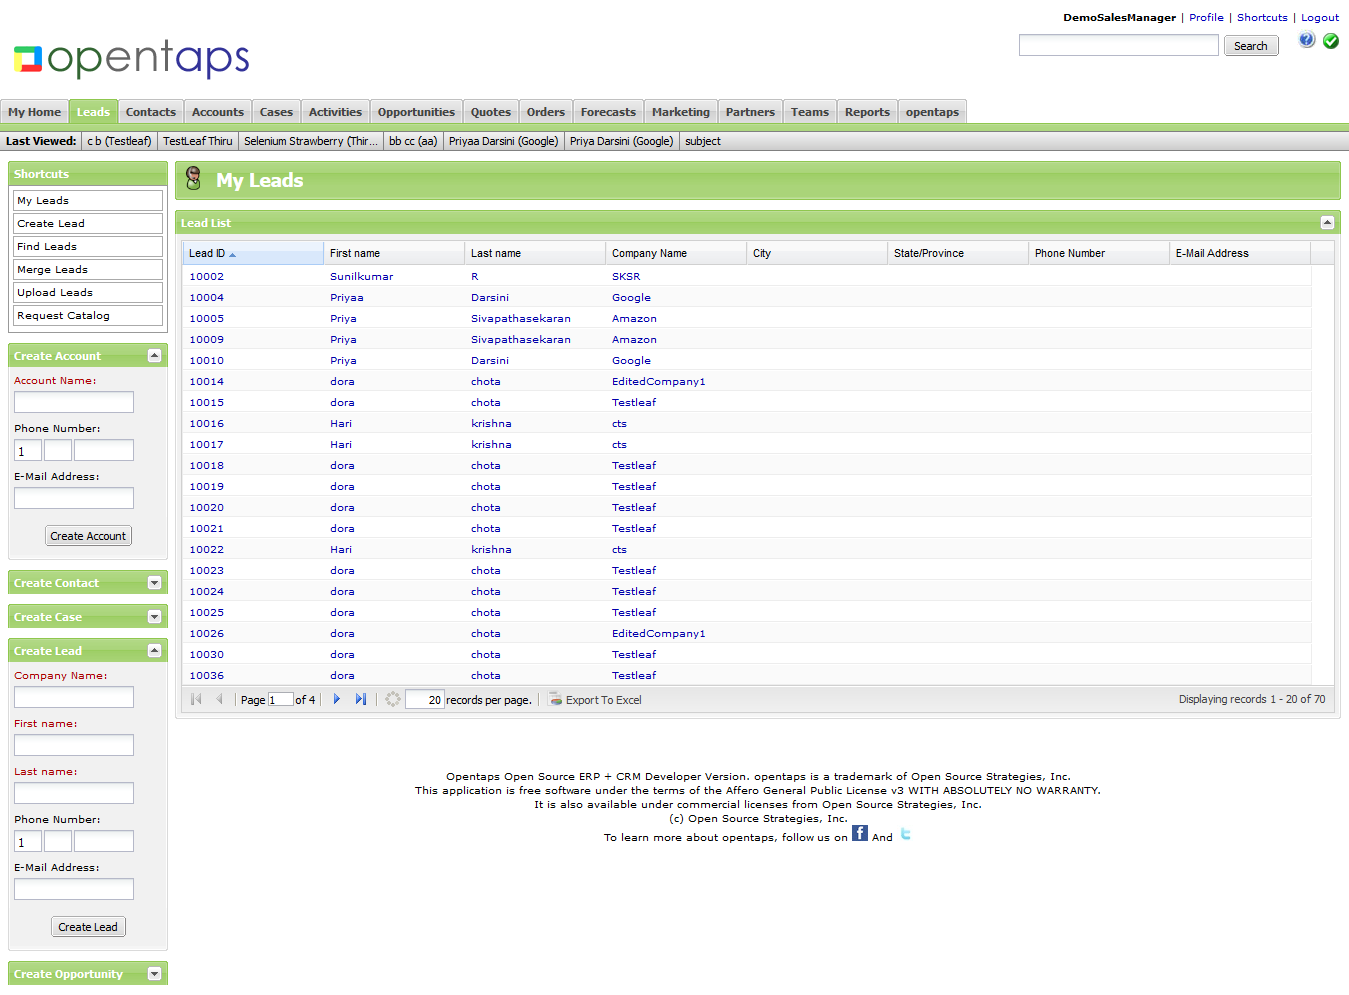 DemoSalesManager | Profile | Shortcuts | Logout
Search
opentaps
My Home Leads Contacts Accounts Cases Activities Opportunities Quotes Orders Forecasts Marketing Partners Teams Reports opentaps
Last Viewed: c b (Testleaf) TestLeaf Thiru Selenium Strawberry (Thir... bb cc (aa) Priyaa Darsini (Google) Priya Darsini (Google) subject
Shortcuts
My Leads
Create Lead
Find Leads
Merge Leads
Upload Leads
Request Catalog
Create Account
Account Name:
Phone Number:
1
E-Mail Address:
Create Account
Create Contact
Create Case
Create Lead
Company Name:
First name:
Last name:
Phone Number:
1
E-Mail Address:
Create Lead
Create Opportunity
My Leads
Lead List
Lead ID First name Last name Company Name City State/Province Phone Number E-Mail Address
10002 Sunilkumar R SKSR
10004 Priyaa Darsini Google
10005 Priya Sivapathasekaran Amazon
10009 Priya Sivapathasekaran Amazon
10010 Priya Darsini Google
10014 dora chota EditedCompany1
10015 dora chota Testleaf
10016 Hari krishna cts
10017 Hari krishna cts
10018 dora chota Testleaf
10019 dora chota Testleaf
10020 dora chota Testleaf
10021 dora chota Testleaf
10022 Hari krishna cts
10023 dora chota Testleaf
10024 dora chota Testleaf
10025 dora chota Testleaf
10026 dora chota EditedCompany1
10030 dora chota Testleaf
10036 dora chota Testleaf
Page 1 of 4 20 records per page. Export To Excel Displaying records 1 - 20 of 70
Opentaps Open Source ERP + CRM Developer Version. opentaps is a trademark of Open Source Strategies, Inc.
This application is free software under the terms of the Affero General Public License v3 WITH ABSOLUTELY NO WARRANTY.
It is also available under commercial licenses from Open Source Strategies, Inc.
(c) Open Source Strategies, Inc.
To learn more about opentaps, follow us on f And t